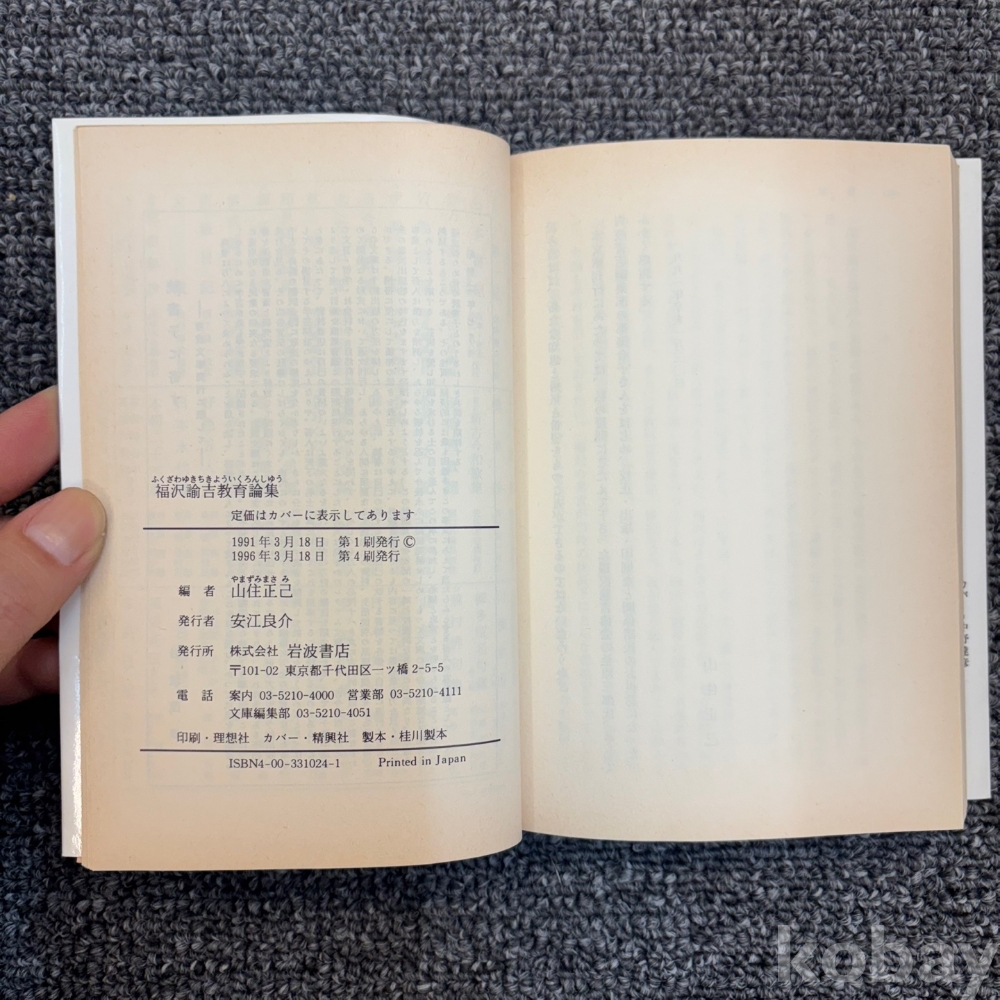 ふくざわゆきちきよういくろんしゆう
福沢諭吉教育論集
定価はカバーに表示してあります
1991年3月18日 第1刷発行©
1996年3月18日 第4刷発行
やまずみまさみ
編者 山住正己
発行者 安江良介
発行所 株式会社 岩波書店
〒101-02 東京都千代田区一ツ橋2-5-5
電話 案内 03-5210-4000 営業部 03-5210-4111
文庫編集部 03-5210-4051
印刷・理想社 カバー・精興社 製本・桂川製本
ISBN4-00-331024-1 Printed in Japan
kobay